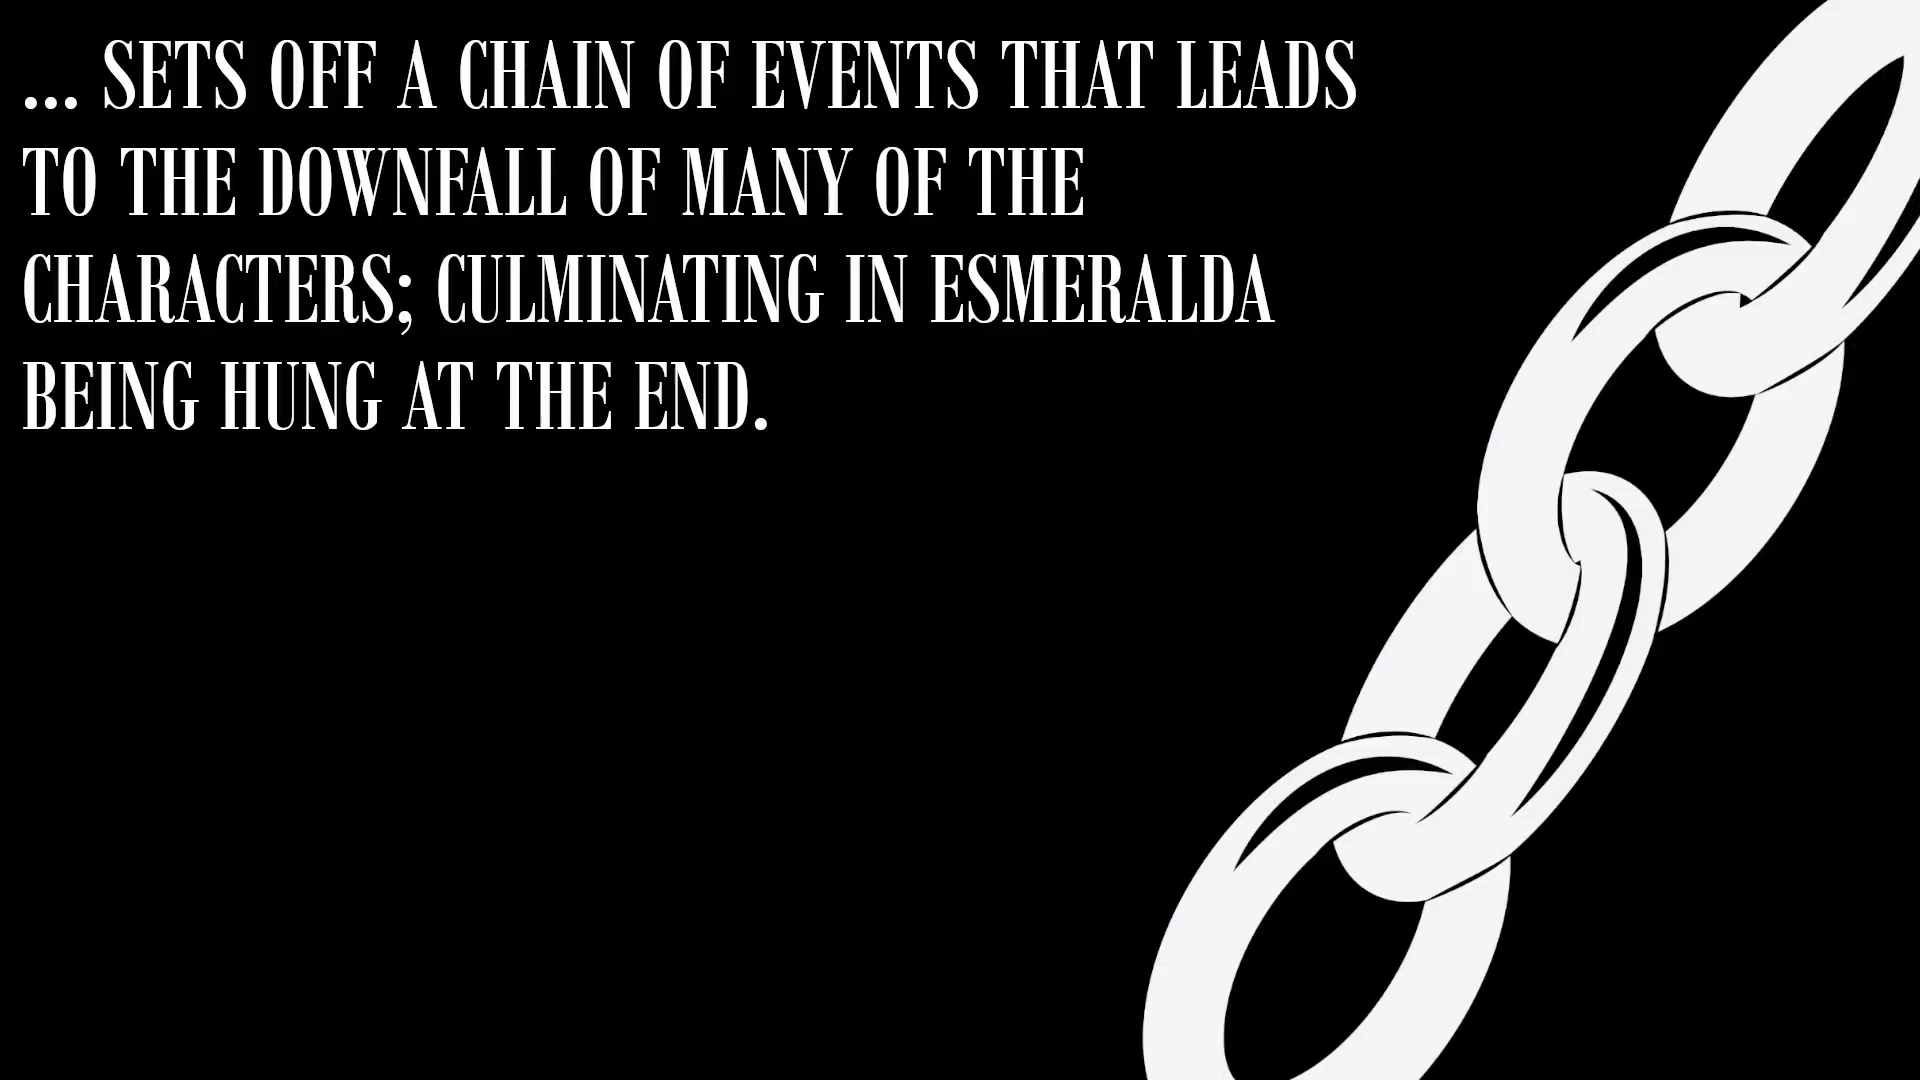 ... SETS OFF A CHAIN OF EVENTS THAT LEADS
TO THE DOWNFALL OF MANY OF THE
CHARACTERS; CULMINATING IN ESMERALDA
BEING HUNG AT THE END.